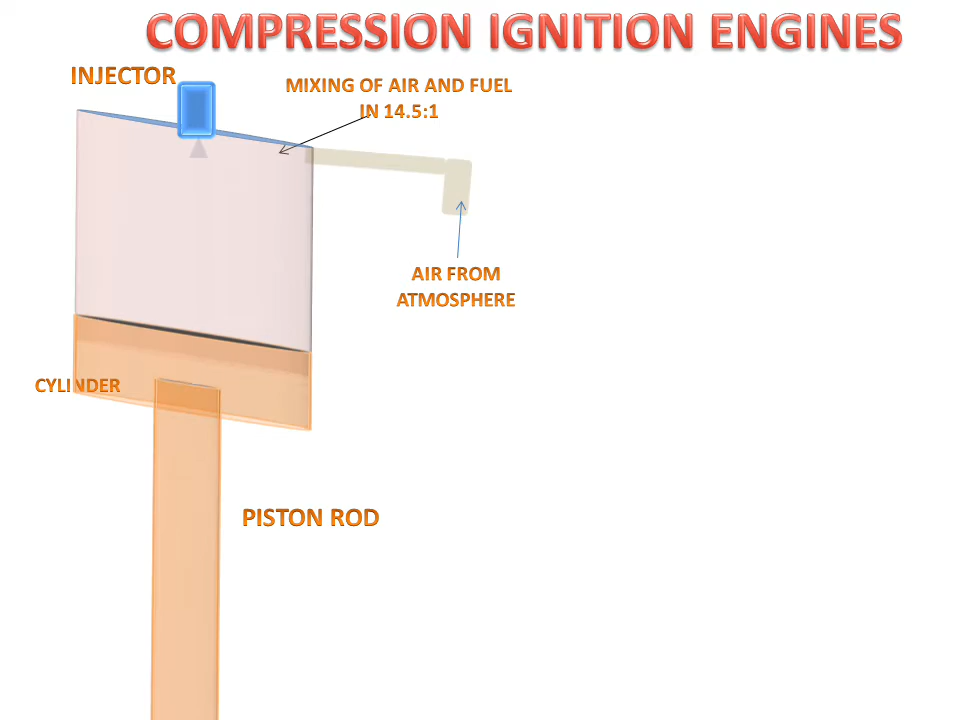 COMPRESSION IGNITION ENGINES
INJECTOR
MIXING OF AIR AND FUEL
IN 14.5:1
AIR FROM
ATMOSPHERE
CYLINDER
PISTON ROD